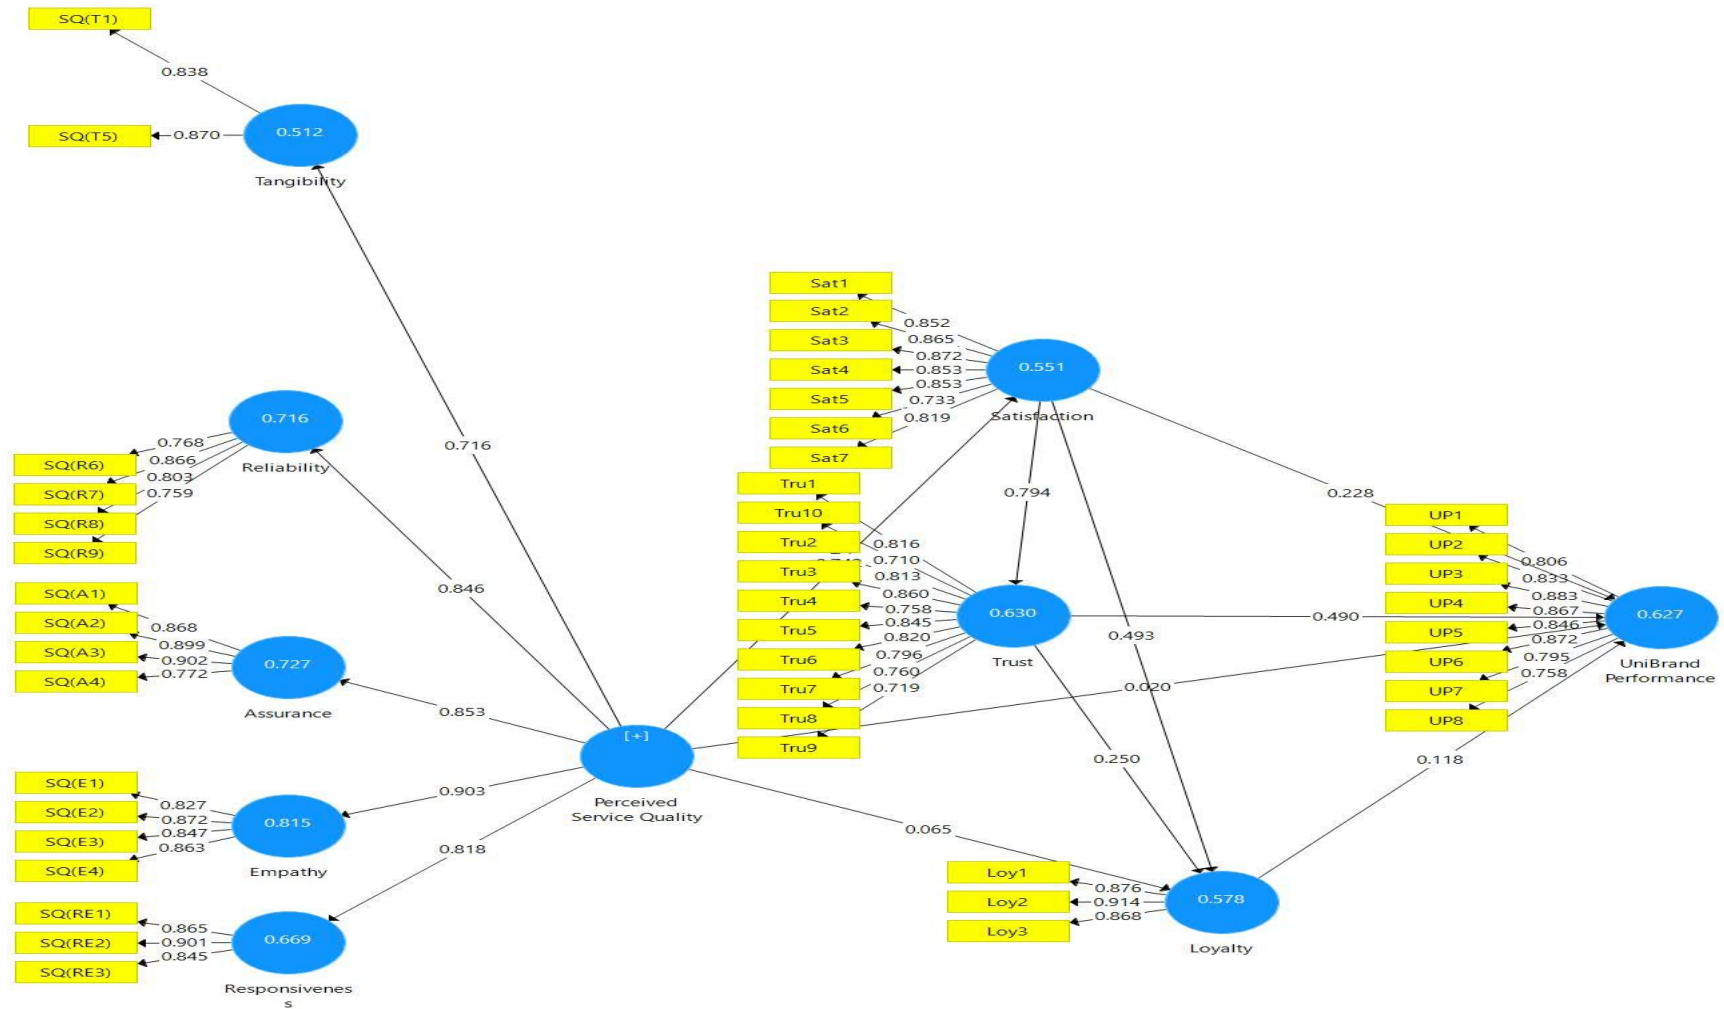 SQ(T1)
0.838
SQ(T5)
0.870
0.512
Tangibility
0.716
0.716
Reliability
0.768
0.866
0.803
0.759
SQ(R6)
SQ(R7)
SQ(R8)
SQ(R9)
0.846
SQ(A1)
SQ(A2)
SQ(A3)
SQ(A4)
0.868
0.899
0.902
0.772
0.727
Assurance
0.853
[+]
Perceived
Service Quality
SQ(E1)
SQ(E2)
SQ(E3)
SQ(E4)
0.827
0.872
0.847
0.863
0.815
Empathy
0.903
0.818
SQ(RE1)
SQ(RE2)
SQ(RE3)
0.865
0.901
0.845
0.669
Responsivenes
s
Sat1
Sat2
Sat3
Sat4
Sat5
Sat6
Sat7
0.852
0.865
0.872
0.853
0.853
0.733
0.819
0.551
Satisfaction
Tru1
Tru10
Tru2
Tru3
Tru4
Tru5
Tru6
Tru7
Tru8
Tru9
0.816
0.710
0.813
0.860
0.758
0.845
0.820
0.796
0.760
0.719
0.630
Trust
0.794
0.228
0.490
0.493
0.020
0.250
0.065
0.118
Loy1
Loy2
Loy3
0.876
0.914
0.868
0.578
Loyalty
UP1
UP2
UP3
UP4
UP5
UP6
UP7
UP8
0.806
0.833
0.883
0.867
0.846
0.872
0.795
0.758
0.627
UniBrand
Performance